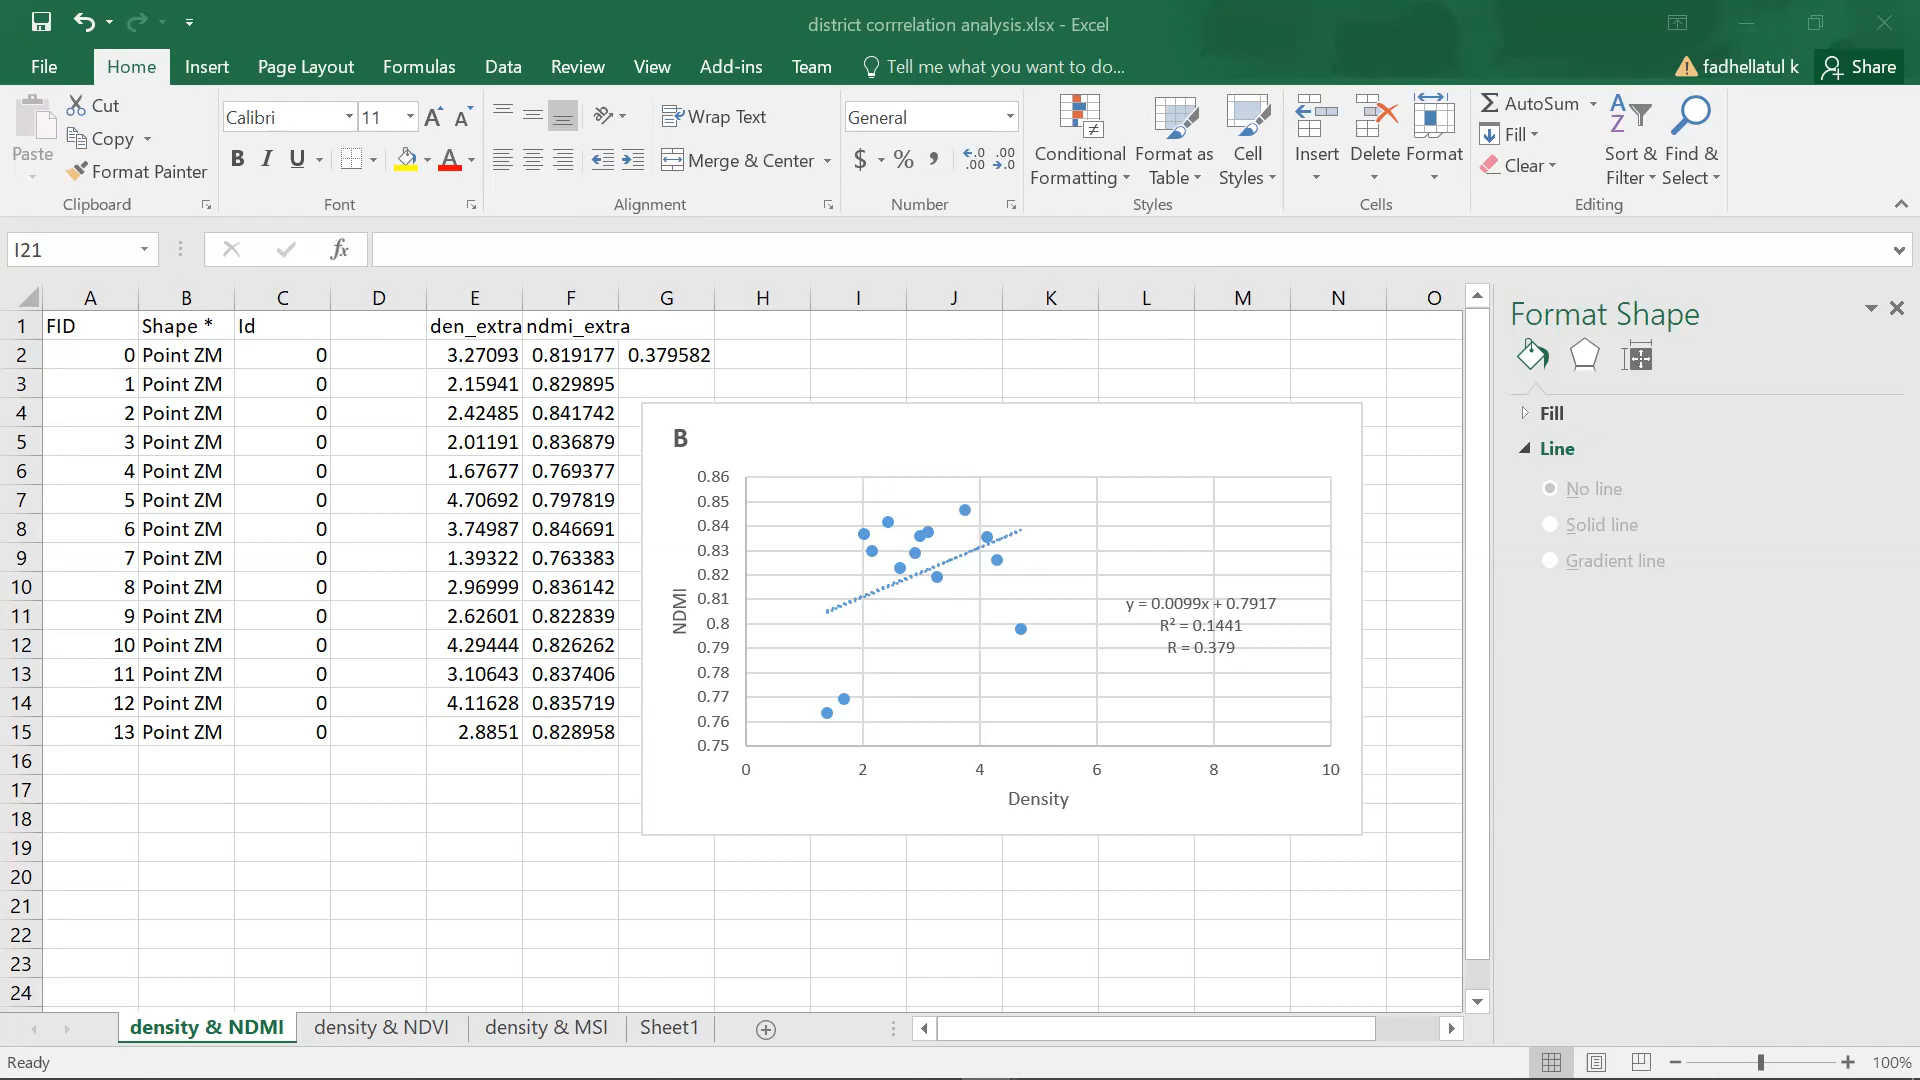 district corrrelation analysis.xlsx - Excel
File Home Insert Page Layout Formulas Data Review View Add-ins Team Tell me what you want to do... fadhellatul k Share
Paste Cut Copy Format Painter Clipboard
Calibri 11 B I U A Font
Wrap Text Merge & Center Alignment
General $ % , .0 .00 .00 .0 Number
Conditional Formatting Format as Table Cell Styles Styles
Insert Delete Format Cells
AutoSum Fill Clear Sort & Filter Find & Select Editing
I21 fx
A B C D E F G H I J K L M N O
1 FID Shape * Id den_extra ndmi_extra
2 0 Point ZM 0 3.27093 0.819177 0.379582
3 1 Point ZM 0 2.15941 0.829895
4 2 Point ZM 0 2.42485 0.841742
5 3 Point ZM 0 2.01191 0.836879
6 4 Point ZM 0 1.67677 0.769377
7 5 Point ZM 0 4.70692 0.797819
8 6 Point ZM 0 3.74987 0.846691
9 7 Point ZM 0 1.39322 0.763383
10 8 Point ZM 0 2.96999 0.836142
11 9 Point ZM 0 2.62601 0.822839
12 10 Point ZM 0 4.29444 0.826262
13 11 Point ZM 0 3.10643 0.837406
14 12 Point ZM 0 4.11628 0.835719
15 13 Point ZM 0 2.8851 0.828958
16
17
18
19
20
21
22
23
24
B
0.86
0.85
0.84
0.83
0.82
0.81
0.8
0.79
0.78
0.77
0.76
0.75
NDMI
y = 0.0099x + 0.7917
R² = 0.1441
R = 0.379
0 2 4 6 8 10
Density
Format Shape
Fill
Line
No line
Solid line
Gradient line
density & NDMI density & NDVI density & MSI Sheet1
Ready 100%